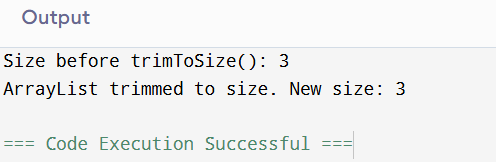 Output
Size before trimToSize(): 3
ArrayList trimmed to size. New size: 3
=== Code Execution Successful ===